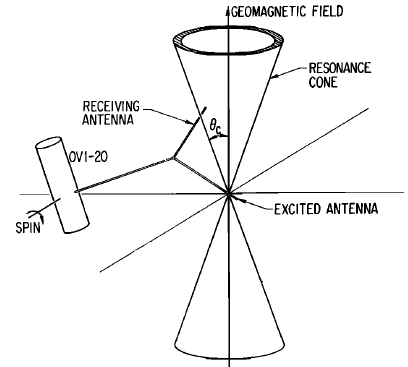 GEOMAGNETIC FIELD
RESONANCE
CONE
RECEIVING
ANTENNA
θc
OV1-20
EXCITED ANTENNA
SPIN